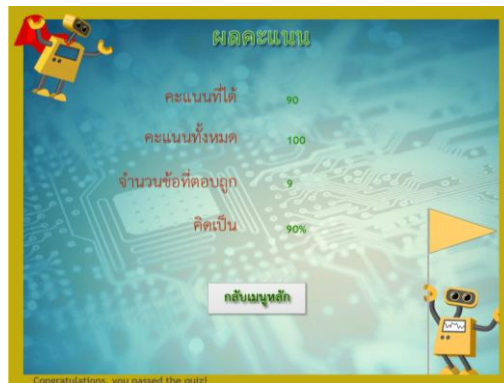 ผลคะแนน
คะแนนที่ได้ 90
คะแนนทั้งหมด 100
จำนวนข้อที่ตอบถูก 9
คิดเป็น 90%
กลับเมนูหลัก
Congratulations, you passed the quiz!